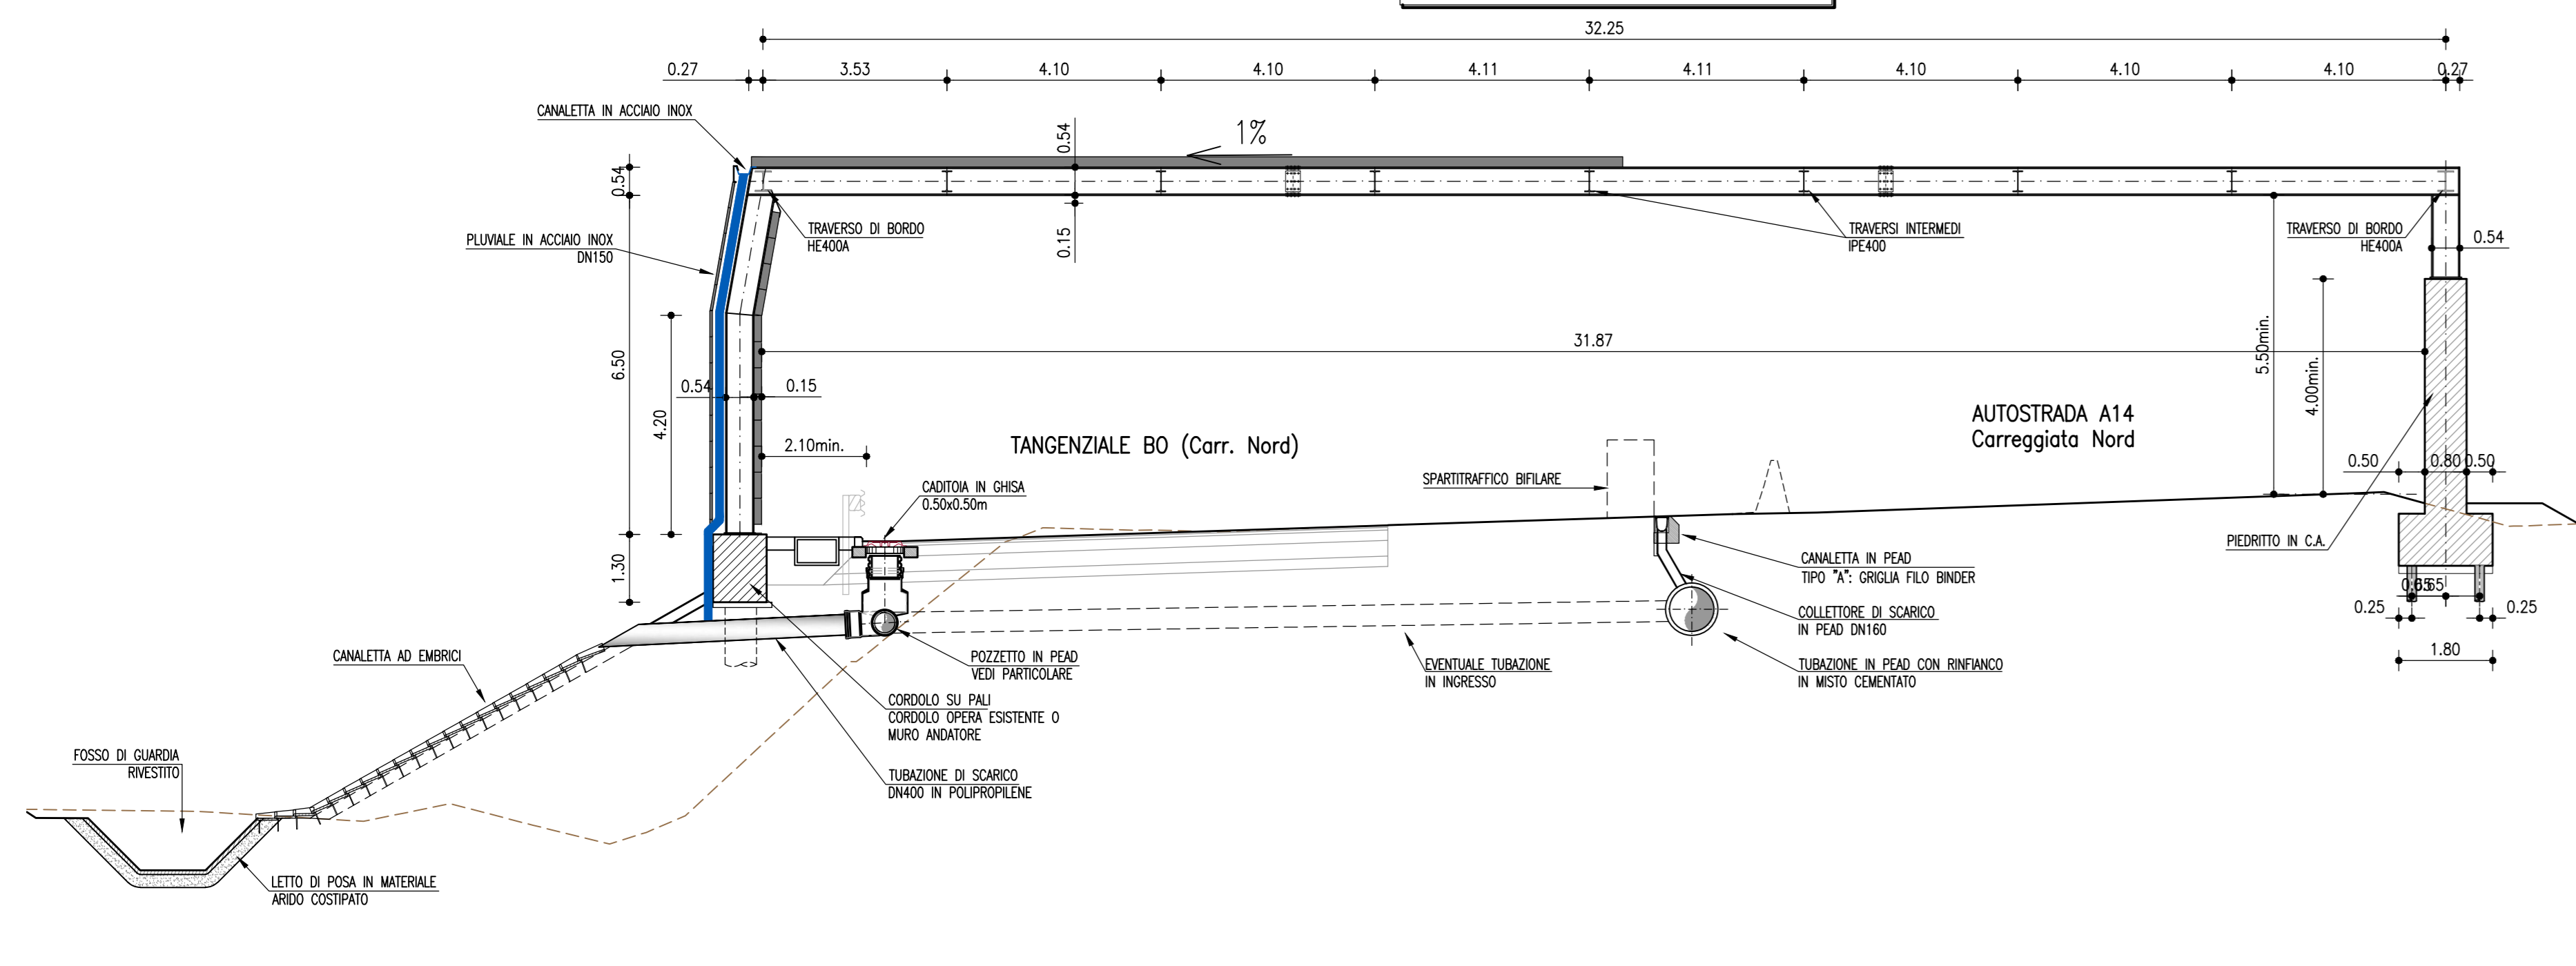 32.25
0.27
3.53
4.10
4.10
4.11
4.11
4.10
4.10
4.10
0.27
CANALETTA IN ACCIAIO INOX
0.54
1%
0.54
0.15
TRAVERSO DI BORDO
HE400A
TRAVERSI INTERMEDI
IPE400
TRAVERSO DI BORDO
HE400A
0.54
PLUVIALE IN ACCIAIO INOX
DN150
6.50
4.20
0.54
0.15
31.87
5.50min.
4.00min.
2.10min.
TANGENZIALE BO (Carr. Nord)
AUTOSTRADA A14
Carreggiata Nord
0.50
0.80
0.50
CADITOIA IN GHISA
0.50x0.50m
SPARTITRAFFICO BIFILARE
1.30
CANALETTA IN PEAD
TIPO "A": GRIGLIA FILO BINDER
PIEDRITTO IN C.A.
COLLETTORE DI SCARICO
IN PEAD DN160
0.65
0.65
0.25
0.25
1.80
CANALETTA AD EMBRICI
POZZETTO IN PEAD
VEDI PARTICOLARE
EVENTUALE TUBAZIONE
IN INGRESSO
TUBAZIONE IN PEAD CON RINFIANCO
IN MISTO CEMENTATO
CORDOLO SU PALI
CORDOLO OPERA ESISTENTE O
MURO ANDATORE
FOSSO DI GUARDIA
RIVESTITO
TUBAZIONE DI SCARICO
DN400 IN POLIPROPILENE
LETTO DI POSA IN MATERIALE
ARIDO COSTIPATO